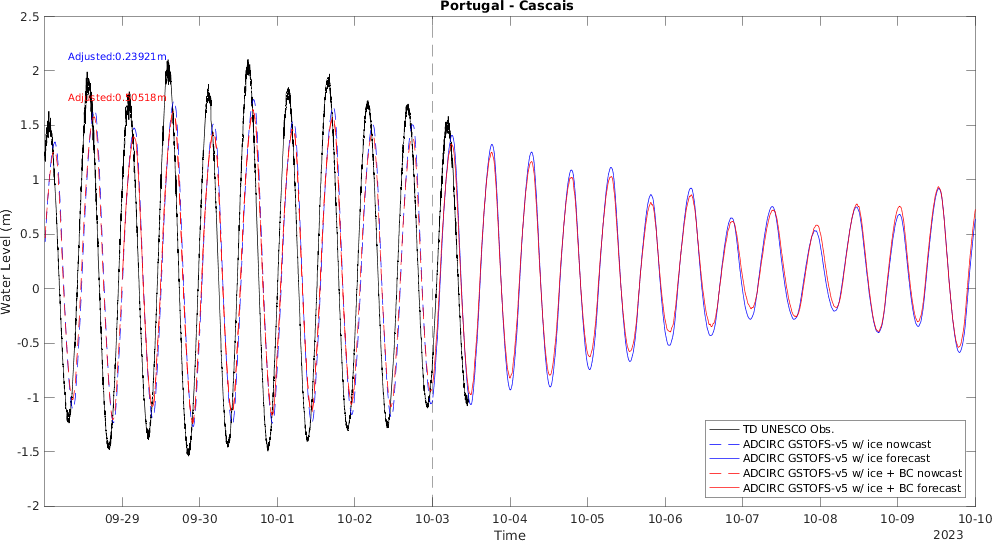 Portugal - Cascais
2.5
2
1.5
1
0.5
0
-0.5
-1
-1.5
-2
Water Level (m)
Adjusted:0.23921m
TD UNESCO Obs.
ADCIRC GSTOFS-v5 w/ ice nowcast
ADCIRC GSTOFS-v5 w/ ice forecast
ADCIRC GSTOFS-v5 w/ ice + BC nowcast
ADCIRC GSTOFS-v5 w/ ice + BC forecast
09-29
09-30
10-01
10-02
10-03
10-04
10-05
10-06
10-07
10-08
10-09
10-10
Time
2023